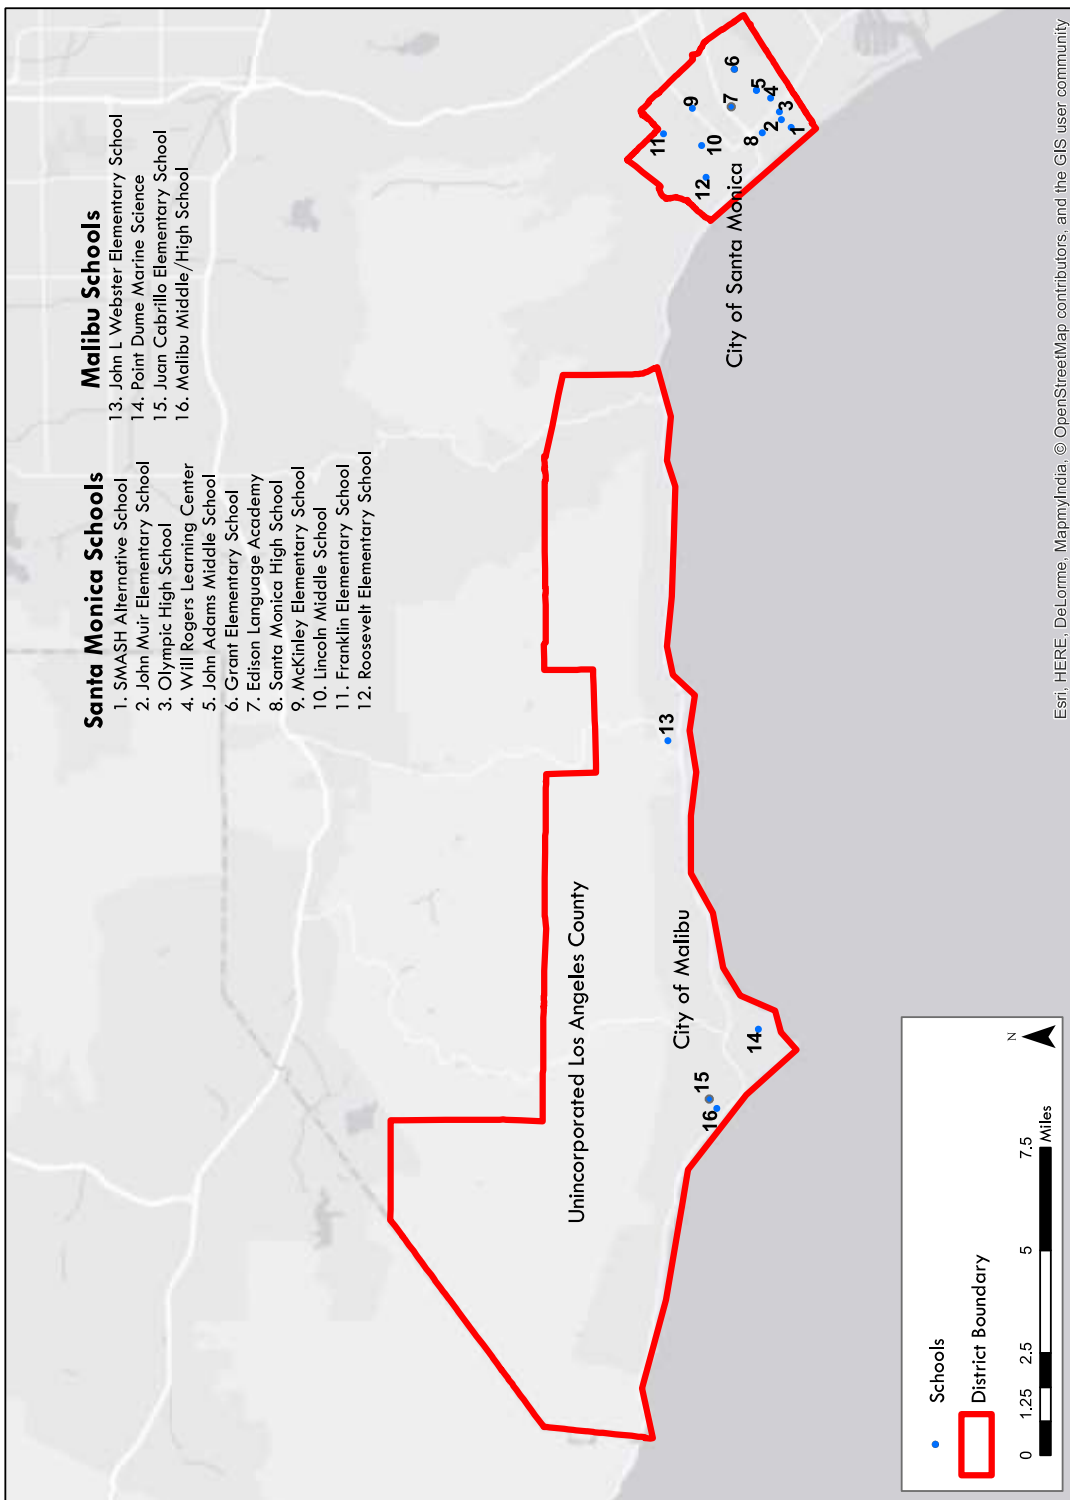 Santa Monica Schools
1. SMASH Alternative School
2. John Muir Elementary School
3. Olympic High School
4. Will Rogers Learning Center
5. John Adams Middle School
6. Grant Elementary School
7. Edison Language Academy
8. Santa Monica High School
9. McKinley Elementary School
10. Lincoln Middle School
11. Franklin Elementary School
12. Roosevelt Elementary School
Malibu Schools
13. John L Webster Elementary School
14. Point Dume Marine Science
15. Juan Cabrillo Elementary School
16. Malibu Middle/High School
Unincorporated Los Angeles County
City of Malibu
City of Santa Monica
11
9
10
12
6
7
5
4
8
2
3
1
13
14
15
16
Schools
District Boundary
N
0 1.25 2.5 5 7.5
Miles
Esri, HERE, DeLorme, MapmyIndia, © OpenStreetMap contributors, and the GIS user community